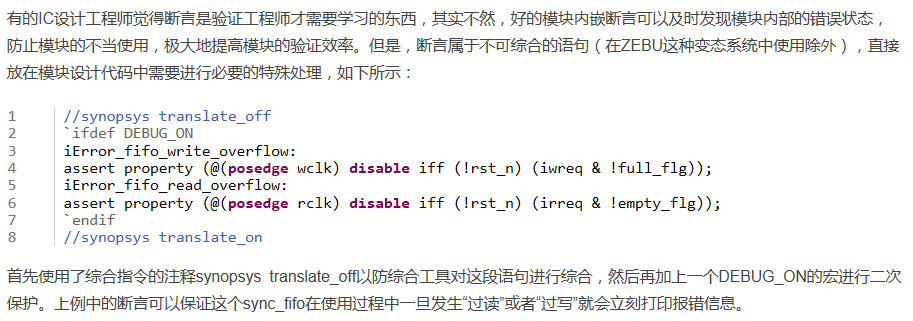 有的IC设计工程师觉得断言是验证工程师才需要学习的东西，其实不然，好的模块内嵌断言可以及时发现模块内部的错误状态，
防止模块的不当使用，极大地提高模块的验证效率。但是，断言属于不可综合的语句（在ZEBU这种变态系统中使用除外），直接
放在模块设计代码中需要进行必要的特殊处理，如下所示：
1 //synopsys translate_off
2 `ifdef DEBUG_ON
3 iError_fifo_write_overflow:
4 assert property (@(posedge wclk) disable iff (!rst_n) (iwreq & !full_flg));
5 iError_fifo_read_overflow:
6 assert property (@(posedge rclk) disable iff (!rst_n) (irreq & !empty_flg));
7 `endif
8 //synopsys translate_on
首先使用了综合指令的注释synopsys translate_off以防综合工具对这段语句进行综合，然后再加上一个DEBUG_ON的宏进行二次
保护。上例中的断言可以保证这个sync_fifo在使用过程中一旦发生“过读”或者“过写”就会立刻打印报错信息。